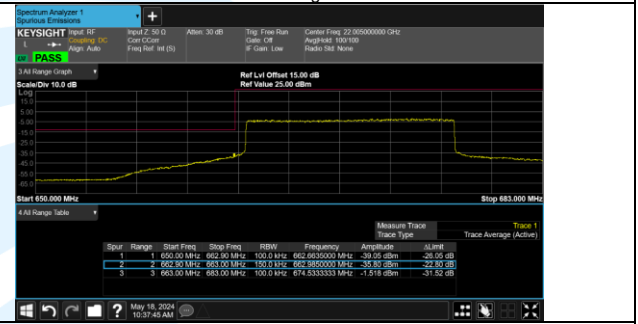 Spectrum Analyzer 1
Spurious Emissions
+
KEYSIGHT Input: RF Input Z: 50 Ω Atten: 30 dB Trig: Free Run Center Freq: 22.005000000 GHz
L Coupling: DC Corr CCorr Gate: Off Avg|Hold: 100/100
Align: Auto Freq Ref: Int (S) IF Gain: Low Radio Std: None
PASS
3 All Range Graph Ref Lvl Offset 15.00 dB
Scale/Div 10.0 dB Ref Value 25.00 dBm
Log
15.0
5.00
-5.00
-15.0
-25.0
-35.0
-45.0
-55.0
-65.0
Start 650.000 MHz Stop 683.000 MHz
4 All Range Table
Measure Trace Trace 1
Trace Type Trace Average (Active)
Spur Range Start Freq Stop Freq RBW Frequency Amplitude ΔLimit
1 1 650.00 MHz 662.90 MHz 100.0 kHz 662.6635000 MHz -39.05 dBm -26.05 dB
2 2 662.90 MHz 663.00 MHz 150.0 kHz 662.9850000 MHz -35.80 dBm -22.80 dB
3 3 663.00 MHz 683.00 MHz 100.0 kHz 674.5333333 MHz -1.518 dBm -31.52 dB
? May 18, 2024
10:37:45 AM